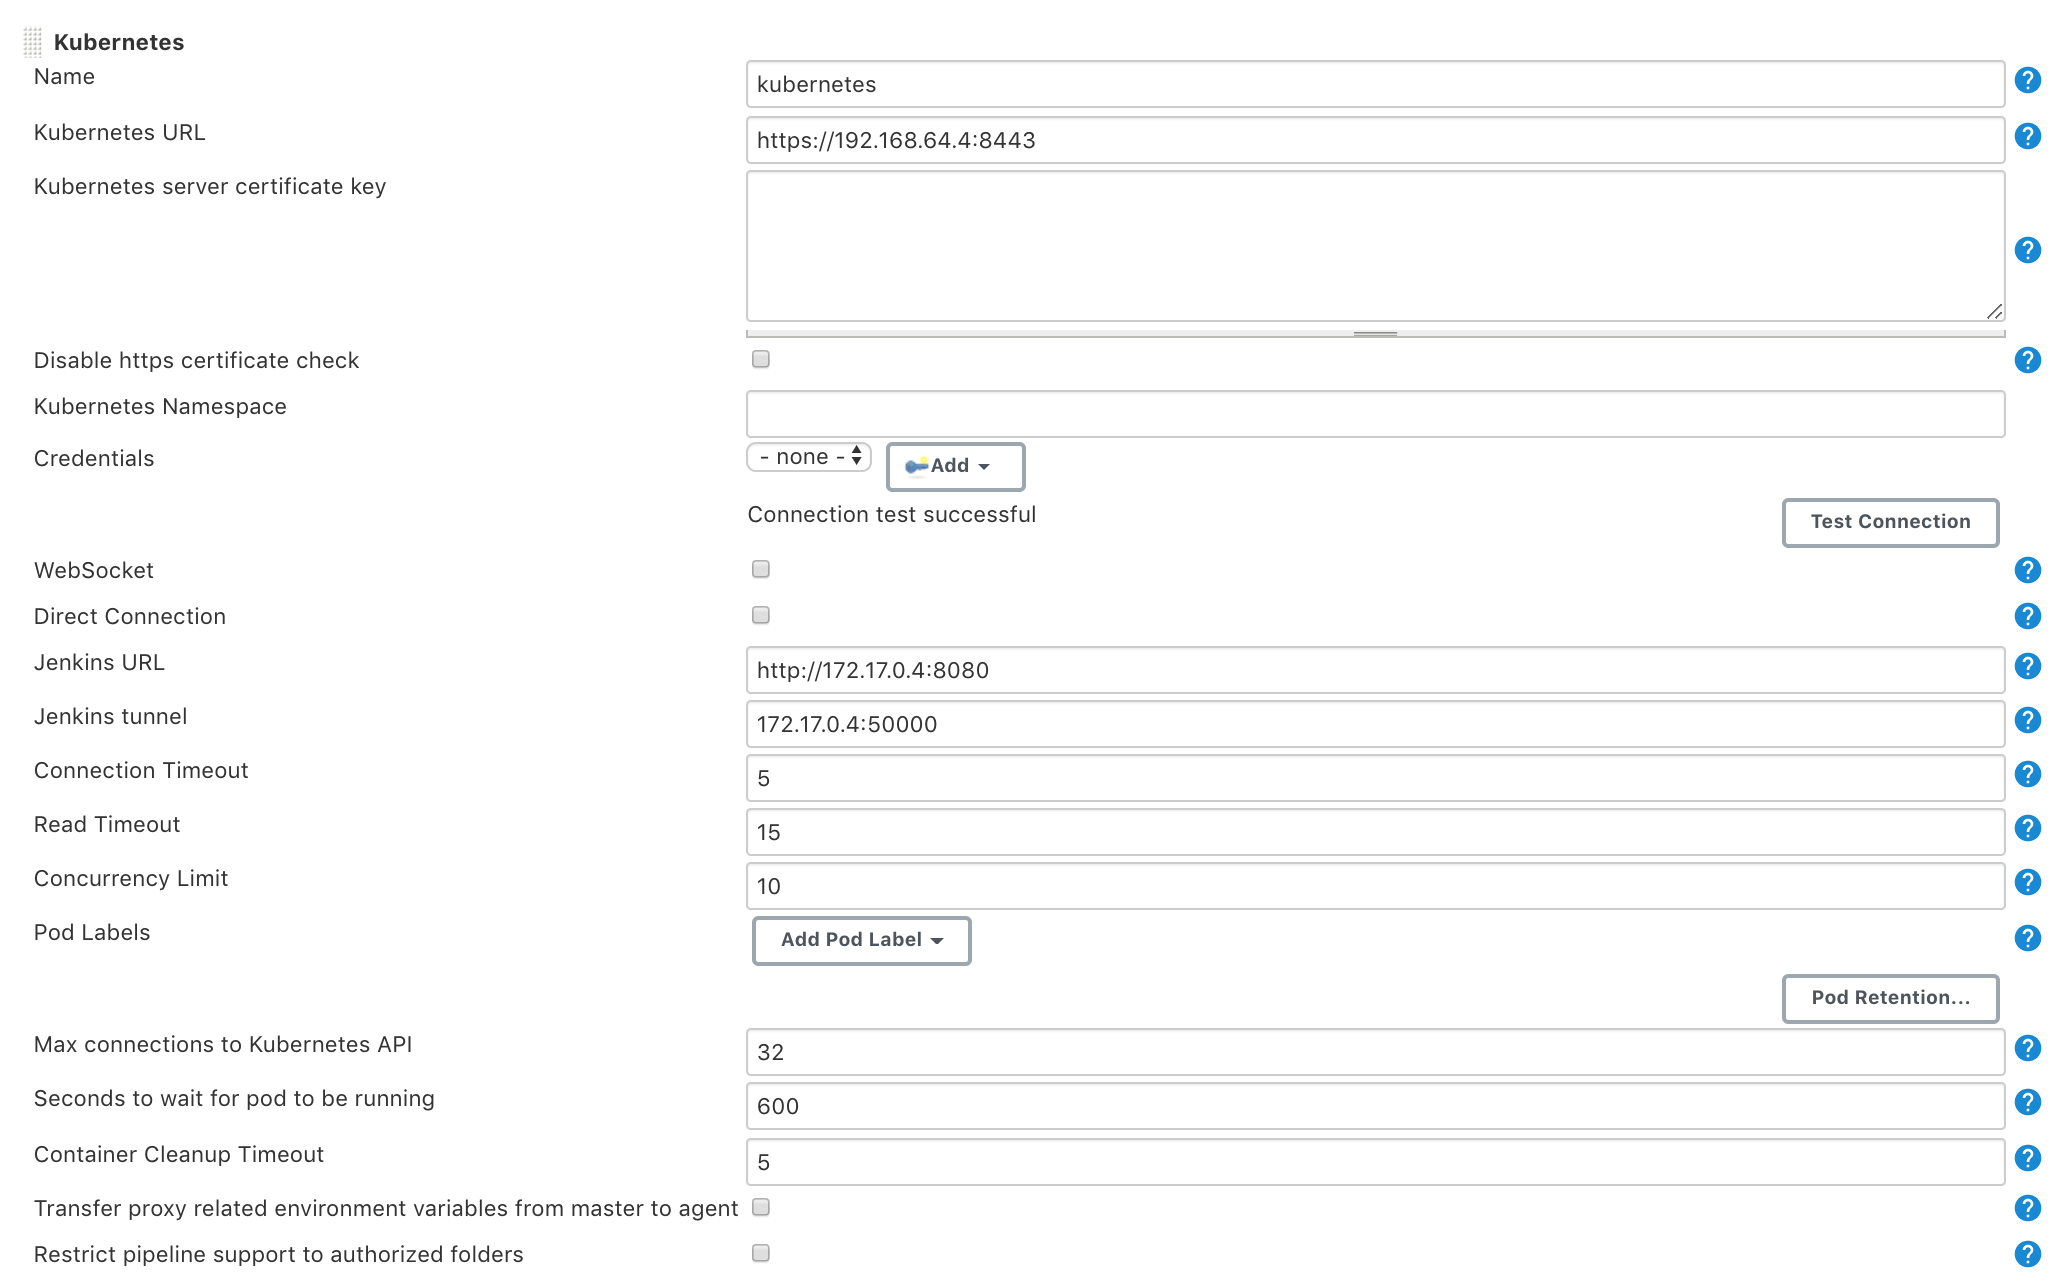 Kubernetes
Name
kubernetes
?
Kubernetes URL
https://192.168.64.4:8443
?
Kubernetes server certificate key
?
Disable https certificate check
?
Kubernetes Namespace
Credentials
- none -
Add
Connection test successful
Test Connection
WebSocket
?
Direct Connection
?
Jenkins URL
http://172.17.0.4:8080
?
Jenkins tunnel
172.17.0.4:50000
?
Connection Timeout
5
?
Read Timeout
15
?
Concurrency Limit
10
?
Pod Labels
Add Pod Label
?
Pod Retention...
Max connections to Kubernetes API
32
?
Seconds to wait for pod to be running
600
?
Container Cleanup Timeout
5
?
Transfer proxy related environment variables from master to agent
?
Restrict pipeline support to authorized folders
?